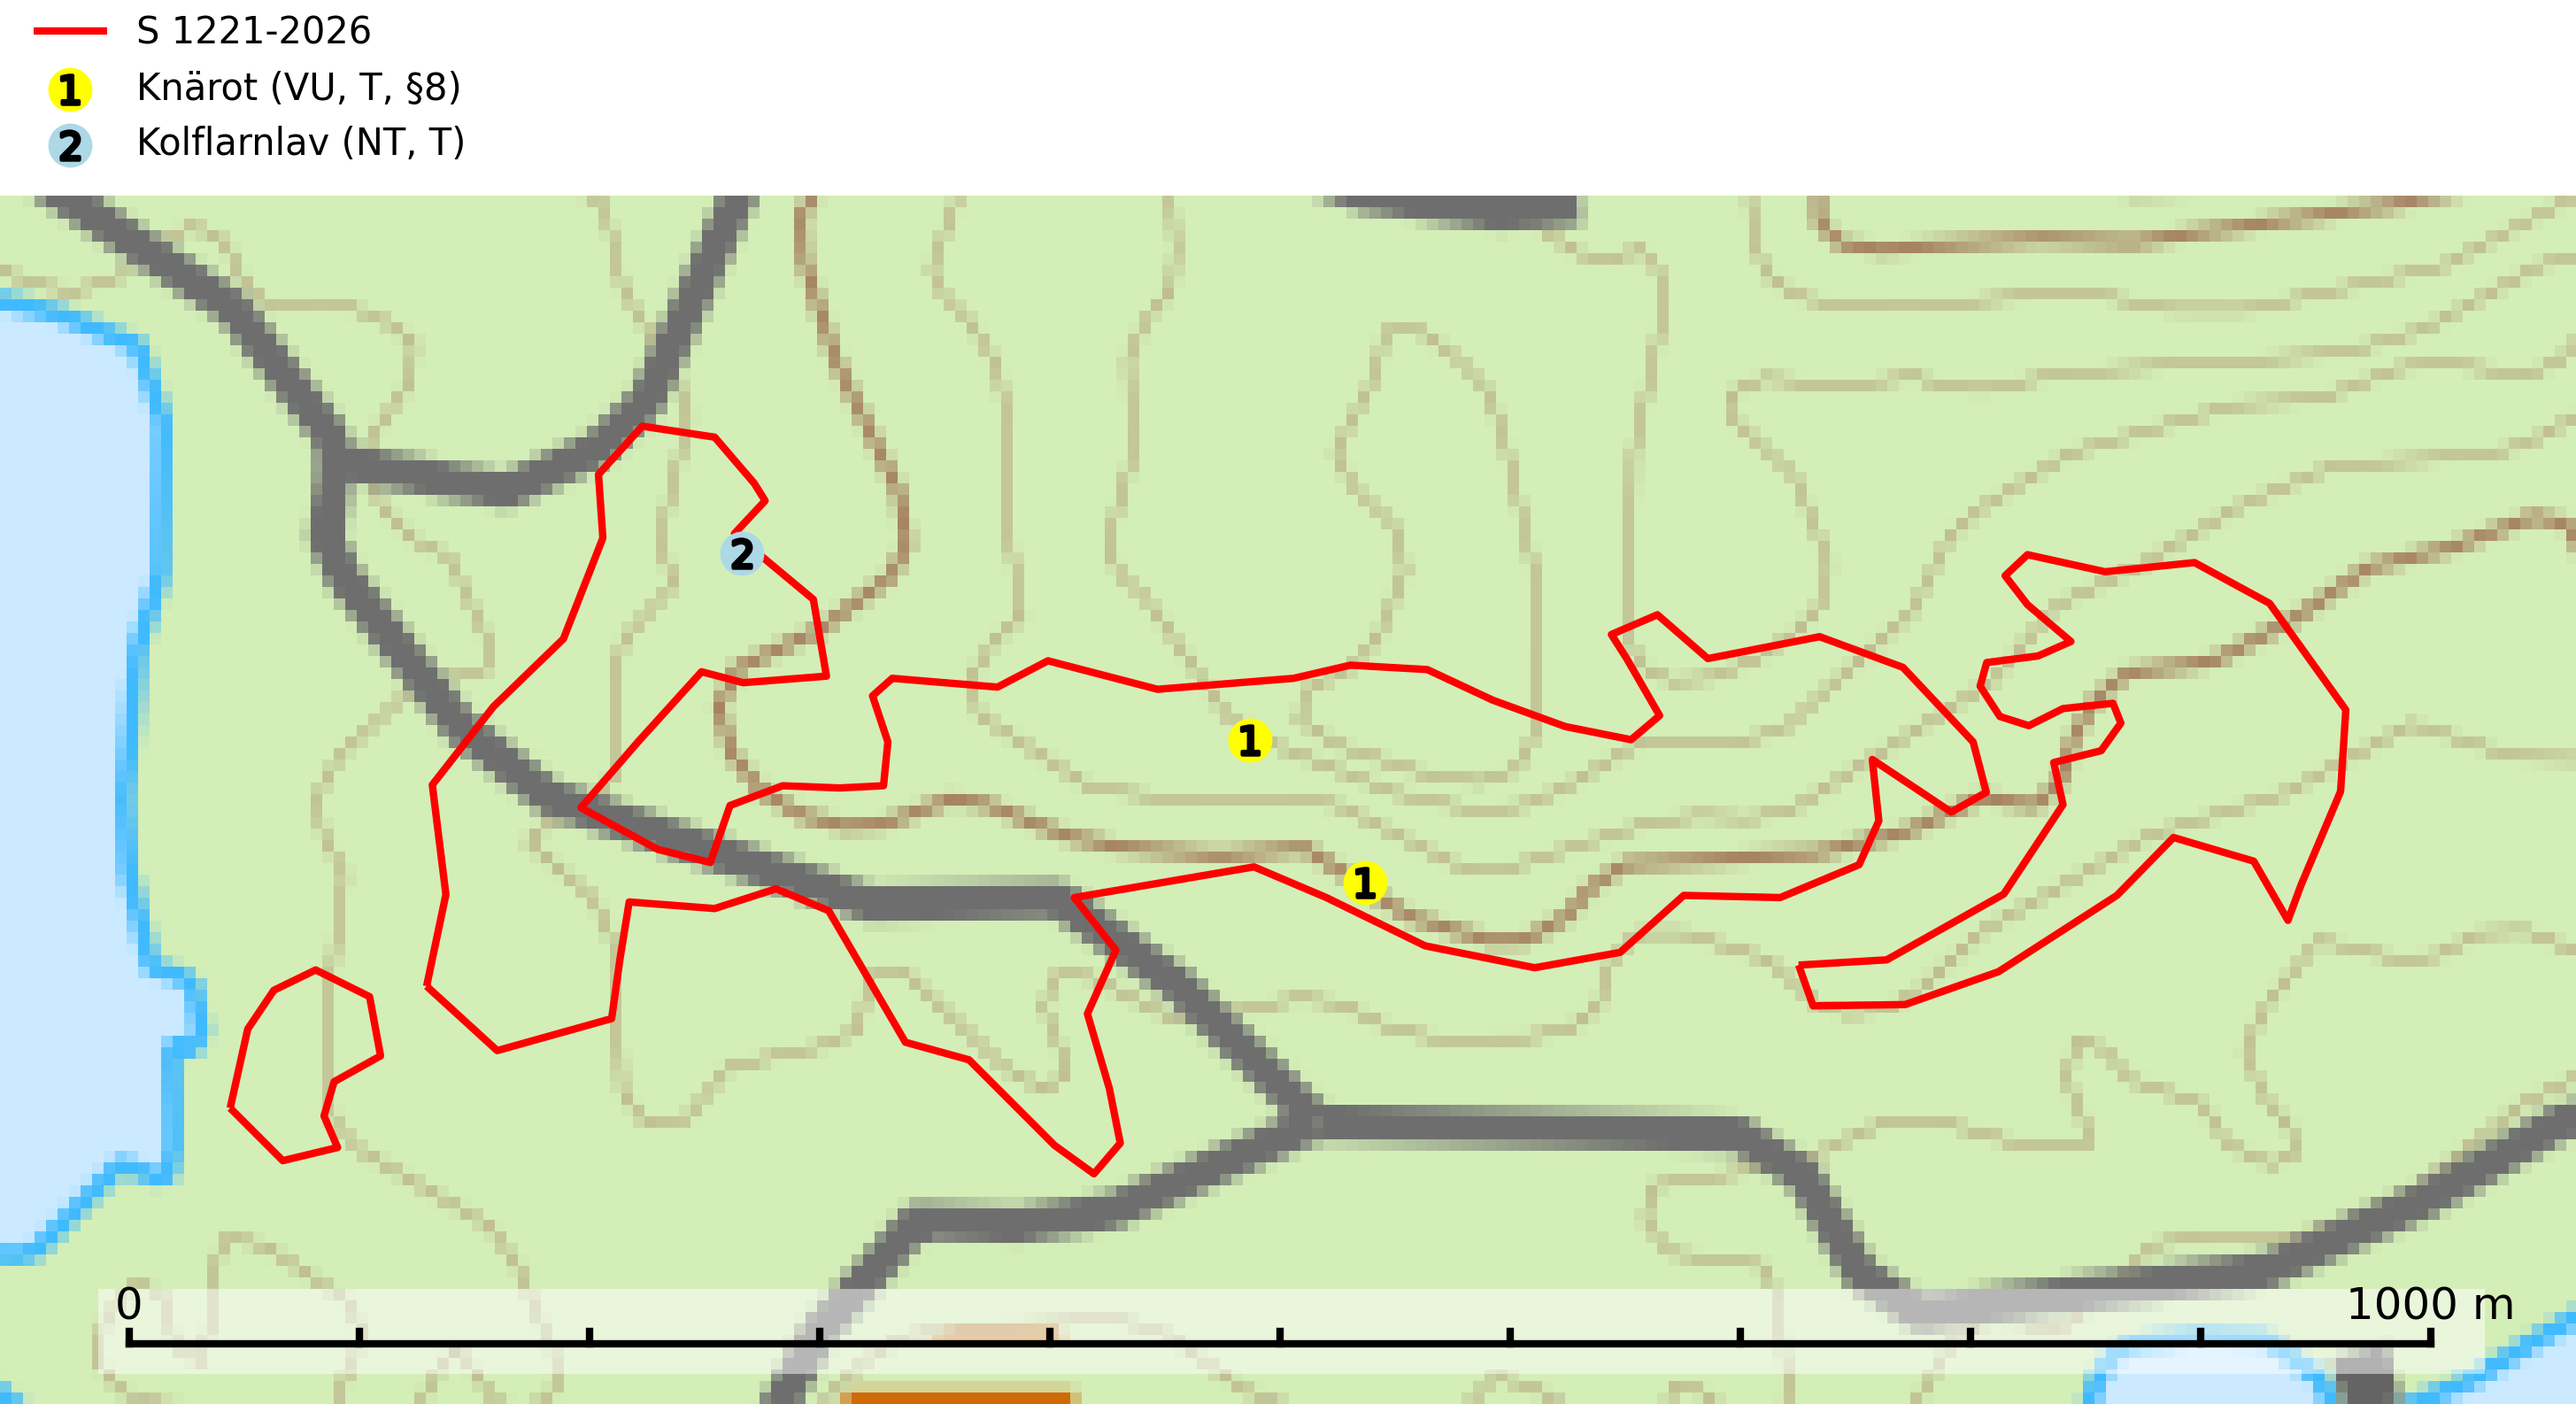 S 1221-2026
1 Knärot (VU, T, §8)
2 Kolflarnlav (NT, T)
2
1
1
0 1000 m